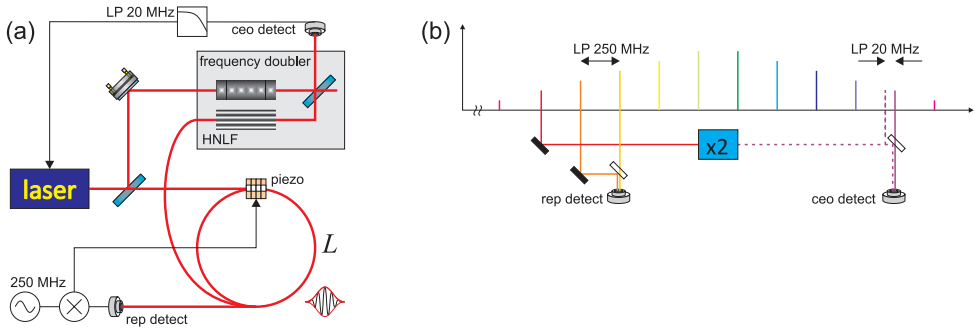 (a)
LP 20 MHz
ceo detect
frequency doubler
HNLF
laser
piezo
L
250 MHz
rep detect
(b)
LP 250 MHz
LP 20 MHz
x2
rep detect
ceo detect